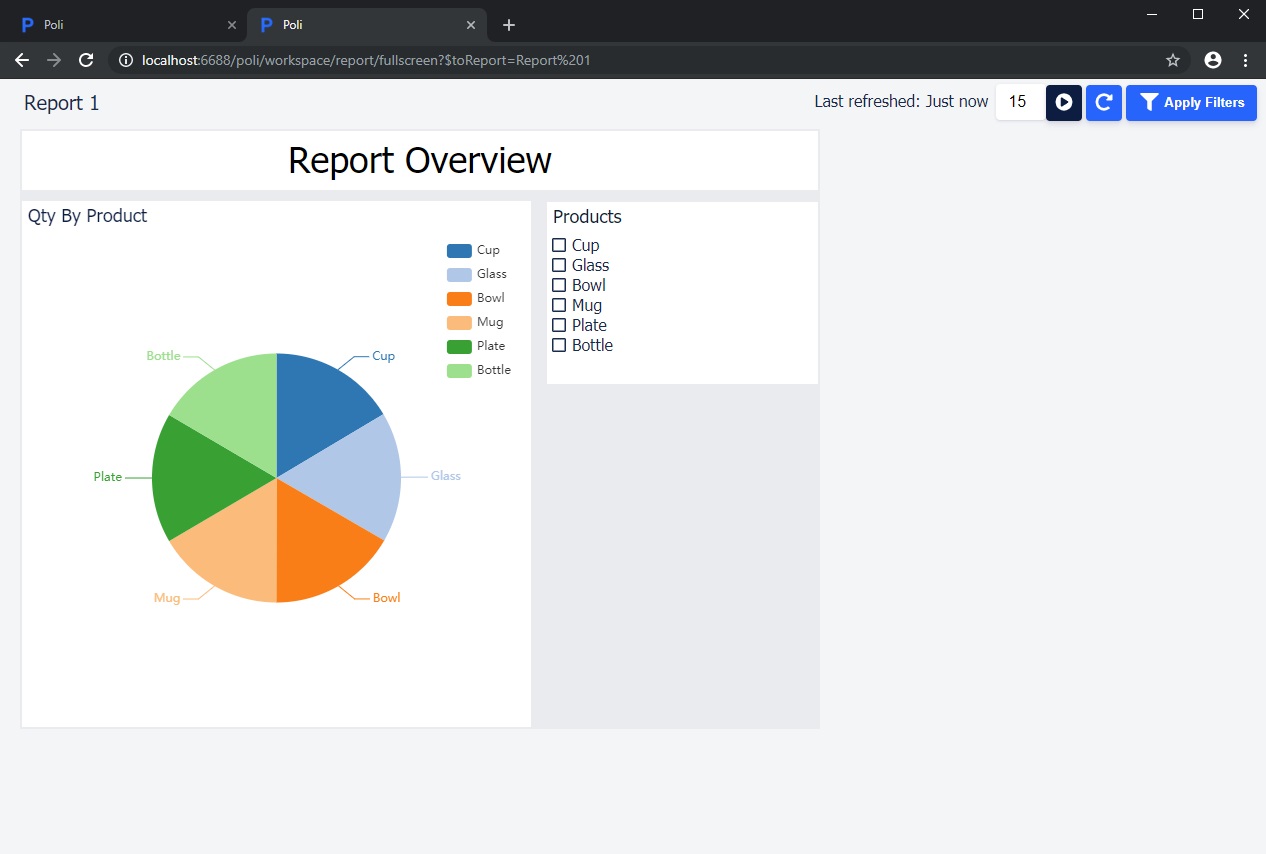 Poli
Poli
localhost:6688/poli/workspace/report/fullscreen?$toReport=Report%201
Report 1
Last refreshed: Just now
15
Apply Filters
Report Overview
Qty By Product
Cup
Glass
Bowl
Mug
Plate
Bottle
Bottle
Cup
Plate
Glass
Mug
Bowl
Products
Cup
Glass
Bowl
Mug
Plate
Bottle